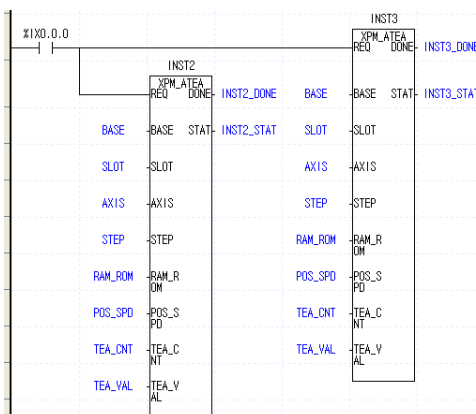 INST3
%IX0.0.0
XPM_ATEA
REQ DONE INST3_DONE
INST2
XPM_ATEA
REQ DONE INST2_DONE
BASE BASE STAT INST3_STAT
BASE BASE STAT INST2_STAT
SLOT SLOT
SLOT SLOT
AXIS AXIS
AXIS AXIS
STEP STEP
STEP STEP
RAM_ROM RAM_R
OM
RAM_ROM RAM_R
OM
POS_SPD POS_S
PD
POS_SPD POS_S
PD
TEA_CNT TEA_C
NT
TEA_CNT TEA_C
NT
TEA_VAL TEA_V
AL
TEA_VAL TEA_V
AL